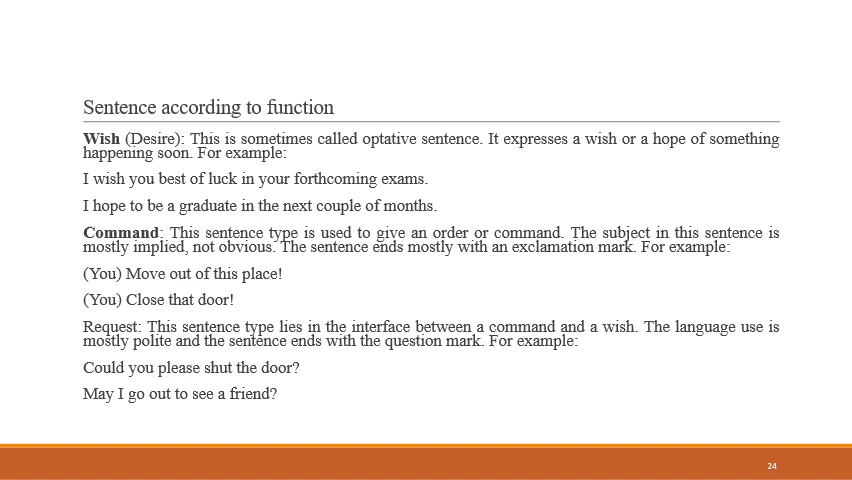 Sentence according to function
Wish (Desire): This is sometimes called optative sentence. It expresses a wish or a hope of something
happening soon. For example:
I wish you best of luck in your forthcoming exams.
I hope to be a graduate in the next couple of months.
Command: This sentence type is used to give an order or command. The subject in this sentence is
mostly implied, not obvious. The sentence ends mostly with an exclamation mark. For example:
(You) Move out of this place!
(You) Close that door!
Request: This sentence type lies in the interface between a command and a wish. The language use is
mostly polite and the sentence ends with the question mark. For example:
Could you please shut the door?
May I go out to see a friend?
24